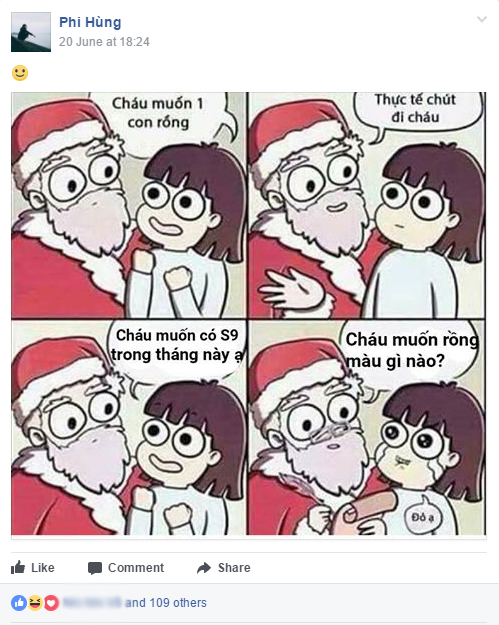 Phi Hùng
20 June at 18:24
Cháu muốn 1
con rồng
Thực tế chút
đi cháu
Cháu muốn có S9
trong tháng này ạ
Cháu muốn rồng
màu gì nào?
Đỏ ạ
Like Comment Share
and 109 others